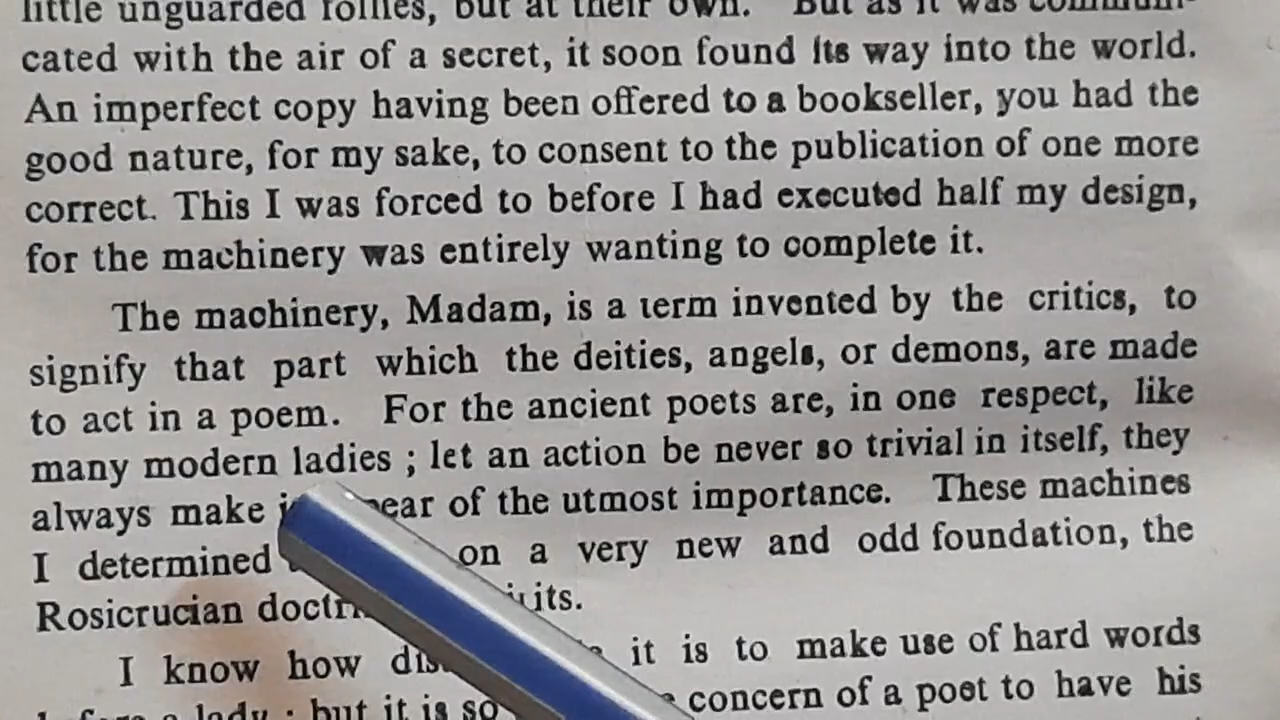 little unguarded follies, but at their own. But as it was communi-
cated with the air of a secret, it soon found its way into the world.
An imperfect copy having been offered to a bookseller, you had the
good nature, for my sake, to consent to the publication of one more
correct. This I was forced to before I had executed half my design,
for the machinery was entirely wanting to complete it.
The machinery, Madam, is a term invented by the critics, to
signify that part which the deities, angels, or demons, are made
to act in a poem. For the ancient poets are, in one respect, like
many modern ladies ; let an action be never so trivial in itself, they
always make of the utmost importance. These machines
I determined on a very new and odd foundation, the
Rosicrucian
I know how it is to make use of hard words
a lady ; but it is so concern of a poet to have his